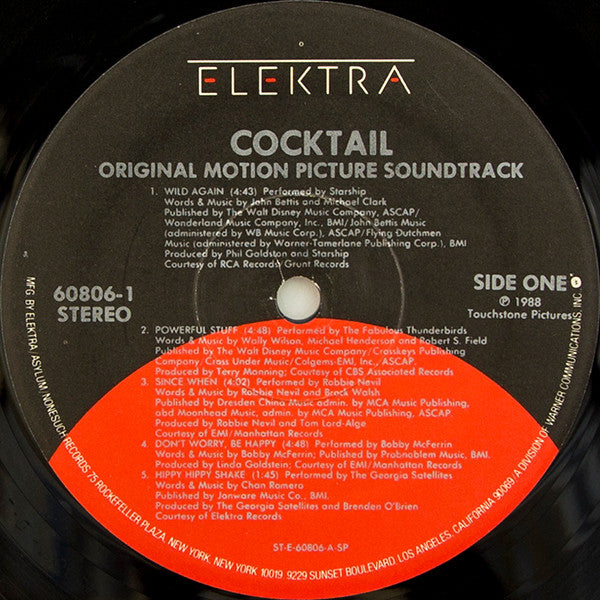 ELEKTRA
COCKTAIL
ORIGINAL MOTION PICTURE SOUNDTRACK
1. WILD AGAIN (4:43) Performed by Starship
Words & Music by John Bettis and Michael Clark
Published by The Walt Disney Music Company, ASCAP/
Wonderland Music Company, Inc., BMI/John Bettis Music
(administered by WB Music Corp.), ASCAP/Flying Dutchmen
Music (administered by Warner-Tamerlane Publishing Corp.), BMI
Produced by Phil Galdston and Starship
Courtesy of RCA Records/Grunt Records
60806-1
STEREO
SIDE ONE
℗ 1988
Touchstone Pictures
2. POWERFUL STUFF (4:48) Performed by The Fabulous Thunderbirds
Words & Music by Wally Wilson, Michael Henderson and Robert S. Field
Published by The Walt Disney Music Company/Crosskeys Publishing
Company, Cross Under Music/Colgems-EMI, Inc., ASCAP
Produced by Terry Manning; Courtesy of CBS Associated Records
3. SINCE WHEN (4:02) Performed by Robbie Nevil
Words & Music by Robbie Nevil and Brock Walsh
Published by Dresden China Music admin. by MCA Music Publishing,
and Moonhead Music, admin. by MCA Music Publishing, ASCAP.
Produced by Robbie Nevil and Tom Lord-Alge
Courtesy of EMI/Manhattan Records
4. DON'T WORRY, BE HAPPY (4:48) Performed by Bobby McFerrin
Words & Music by Bobby McFerrin; Published by Probnoblem Music, BMI.
Produced by Linda Goldstein; Courtesy of EMI/Manhattan Records
5. HIPPY HIPPY SHAKE (1:45) Performed by The Georgia Satellites
Words & Music by Chan Romero
Published by Jonware Music Co., BMI.
Produced by The Georgia Satellites and Brenden O'Brien
Courtesy of Elektra Records
ST-E-60806-A-SP
MFG. BY ELEKTRA/ASYLUM/NONESUCH RECORDS 75 ROCKEFELLER PLAZA, NEW YORK, NEW YORK 10019. 9229 SUNSET BOULEVARD, LOS ANGELES, CALIFORNIA 90069. A DIVISION OF WARNER COMMUNICATIONS INC.